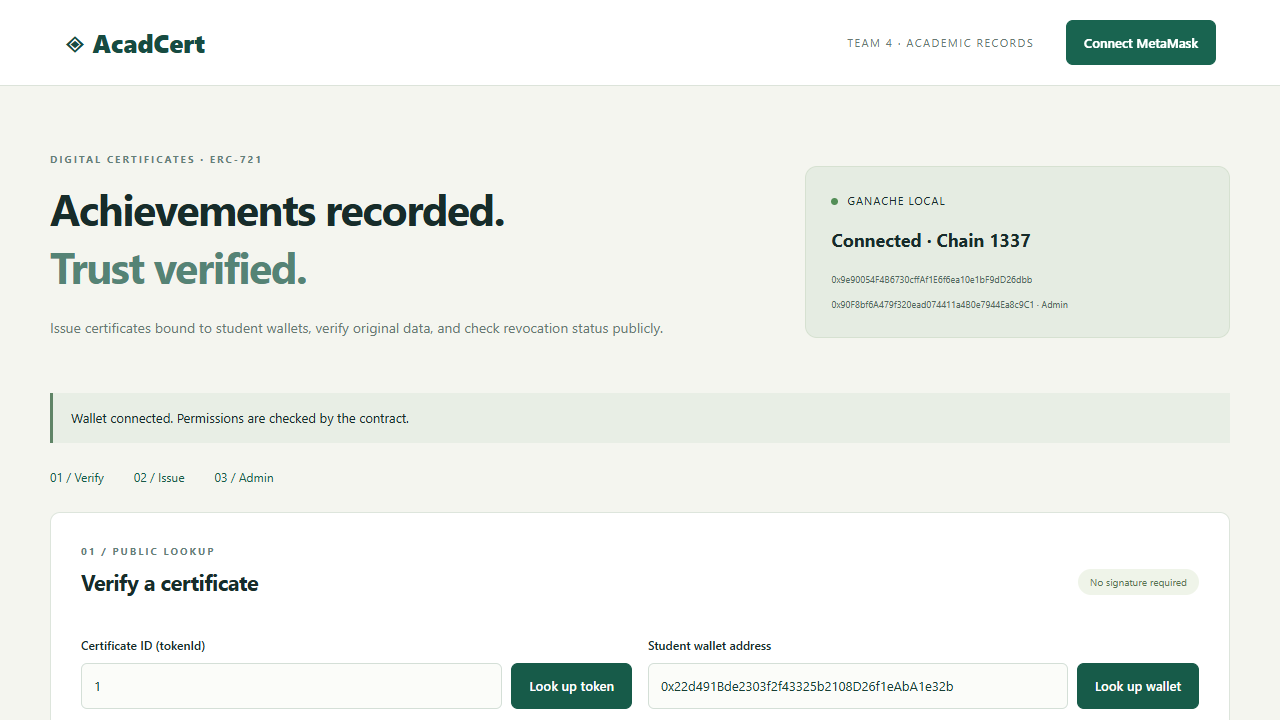 AcadCert
TEAM 4 · ACADEMIC RECORDS
Connect MetaMask
DIGITAL CERTIFICATES · ERC-721
Achievements recorded.
Trust verified.
Issue certificates bound to student wallets, verify original data, and check revocation status publicly.
GANACHE LOCAL
Connected · Chain 1337
0x9e90054F4B6730cffAf1E6f6ea10e1bF9dD26dbb
0x90F8bf6A479f320ead074411a4B0e7944Ea8c9C1 · Admin
Wallet connected. Permissions are checked by the contract.
01 / Verify
02 / Issue
03 / Admin
01 / PUBLIC LOOKUP
Verify a certificate
No signature required
Certificate ID (tokenId)
1
Look up token
Student wallet address
0x22d491Bde2303f2f43325b2108D26f1eAbA1e32b
Look up wallet